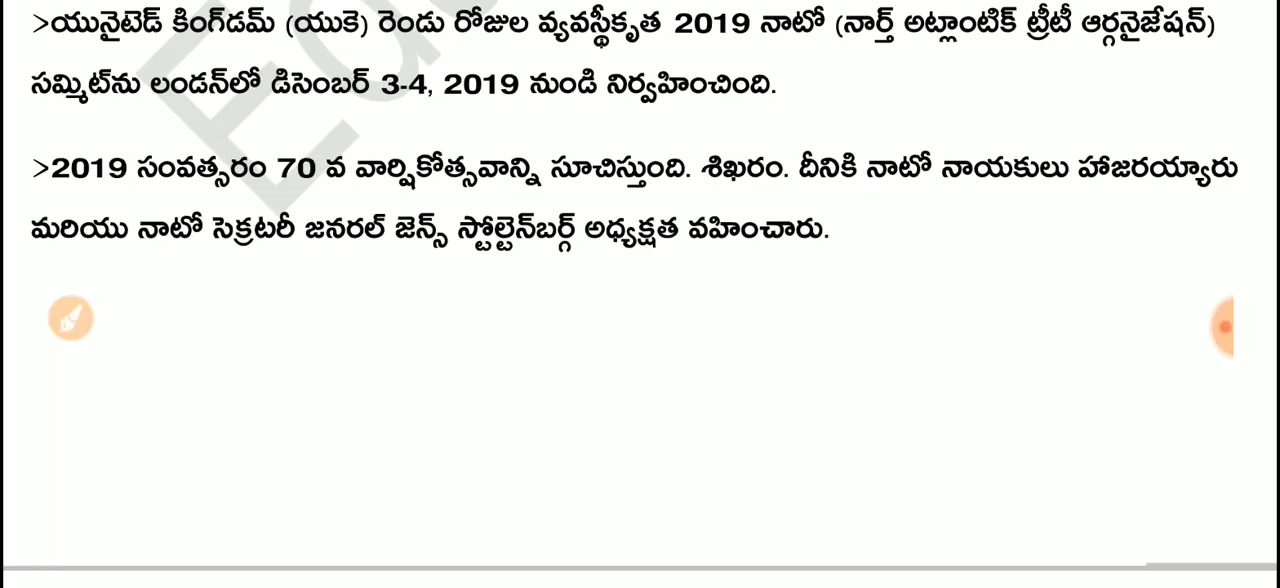 >యునైటెడ్ కింగ్‌డమ్ (యుకె) రెండు రోజుల వ్యవస్థీకృత 2019 నాటో (నార్త్ అట్లాంటిక్ ట్రీటీ ఆర్గనైజేషన్)
సమ్మిట్‌ను లండన్‌లో డిసెంబర్ 3-4, 2019 నుండి నిర్వహించింది.
>2019 సంవత్సరం 70 వ వార్షికోత్సవాన్ని సూచిస్తుంది. శిఖరం. దీనికి నాటో నాయకులు హాజరయ్యారు
మరియు నాటో సెక్రటరీ జనరల్ జెన్స్ స్టోల్టెన్‌బర్గ్ అధ్యక్షత వహించారు.